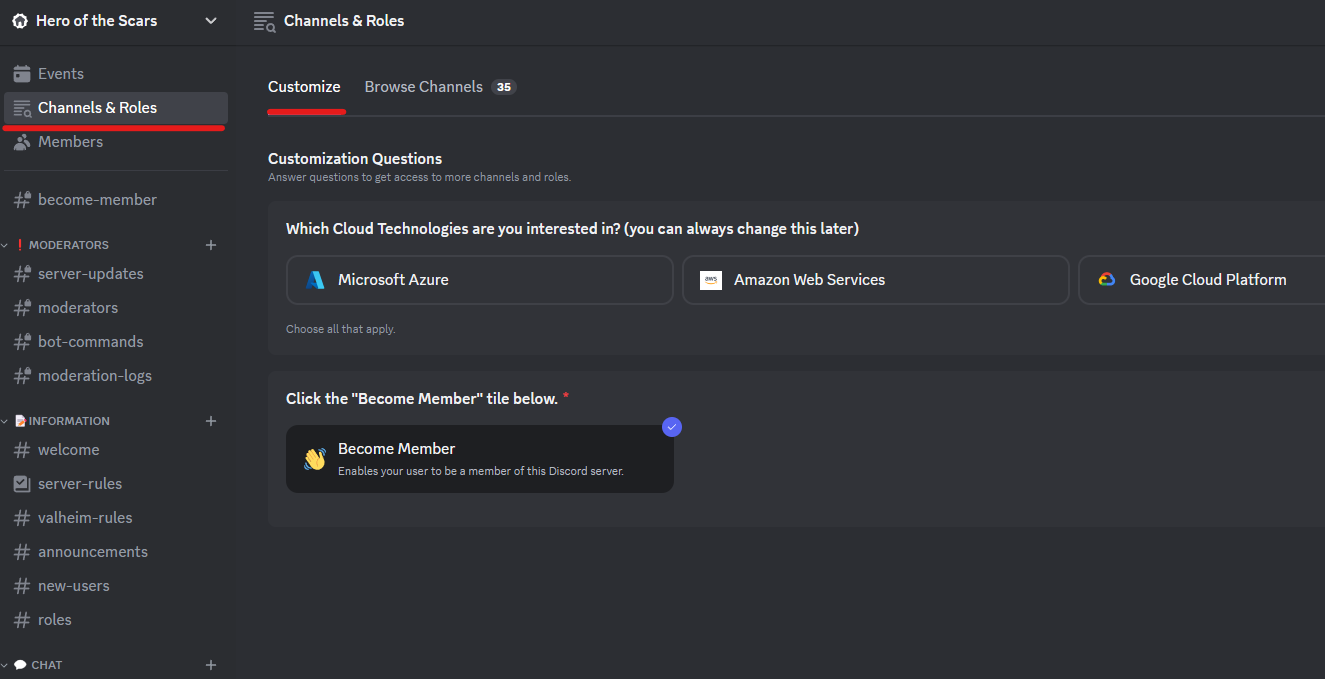 Hero of the Scars
Channels & Roles
Events
Channels & Roles
Members
become-member
MODERATORS
server-updates
moderators
bot-commands
moderation-logs
INFORMATION
welcome
server-rules
valheim-rules
announcements
new-users
roles
CHAT
Customize
Browse Channels 35
Customization Questions
Answer questions to get access to more channels and roles.
Which Cloud Technologies are you interested in? (you can always change this later)
Microsoft Azure
aws Amazon Web Services
Google Cloud Platform
Choose all that apply.
Click the "Become Member" tile below. *
Become Member
Enables your user to be a member of this Discord server.